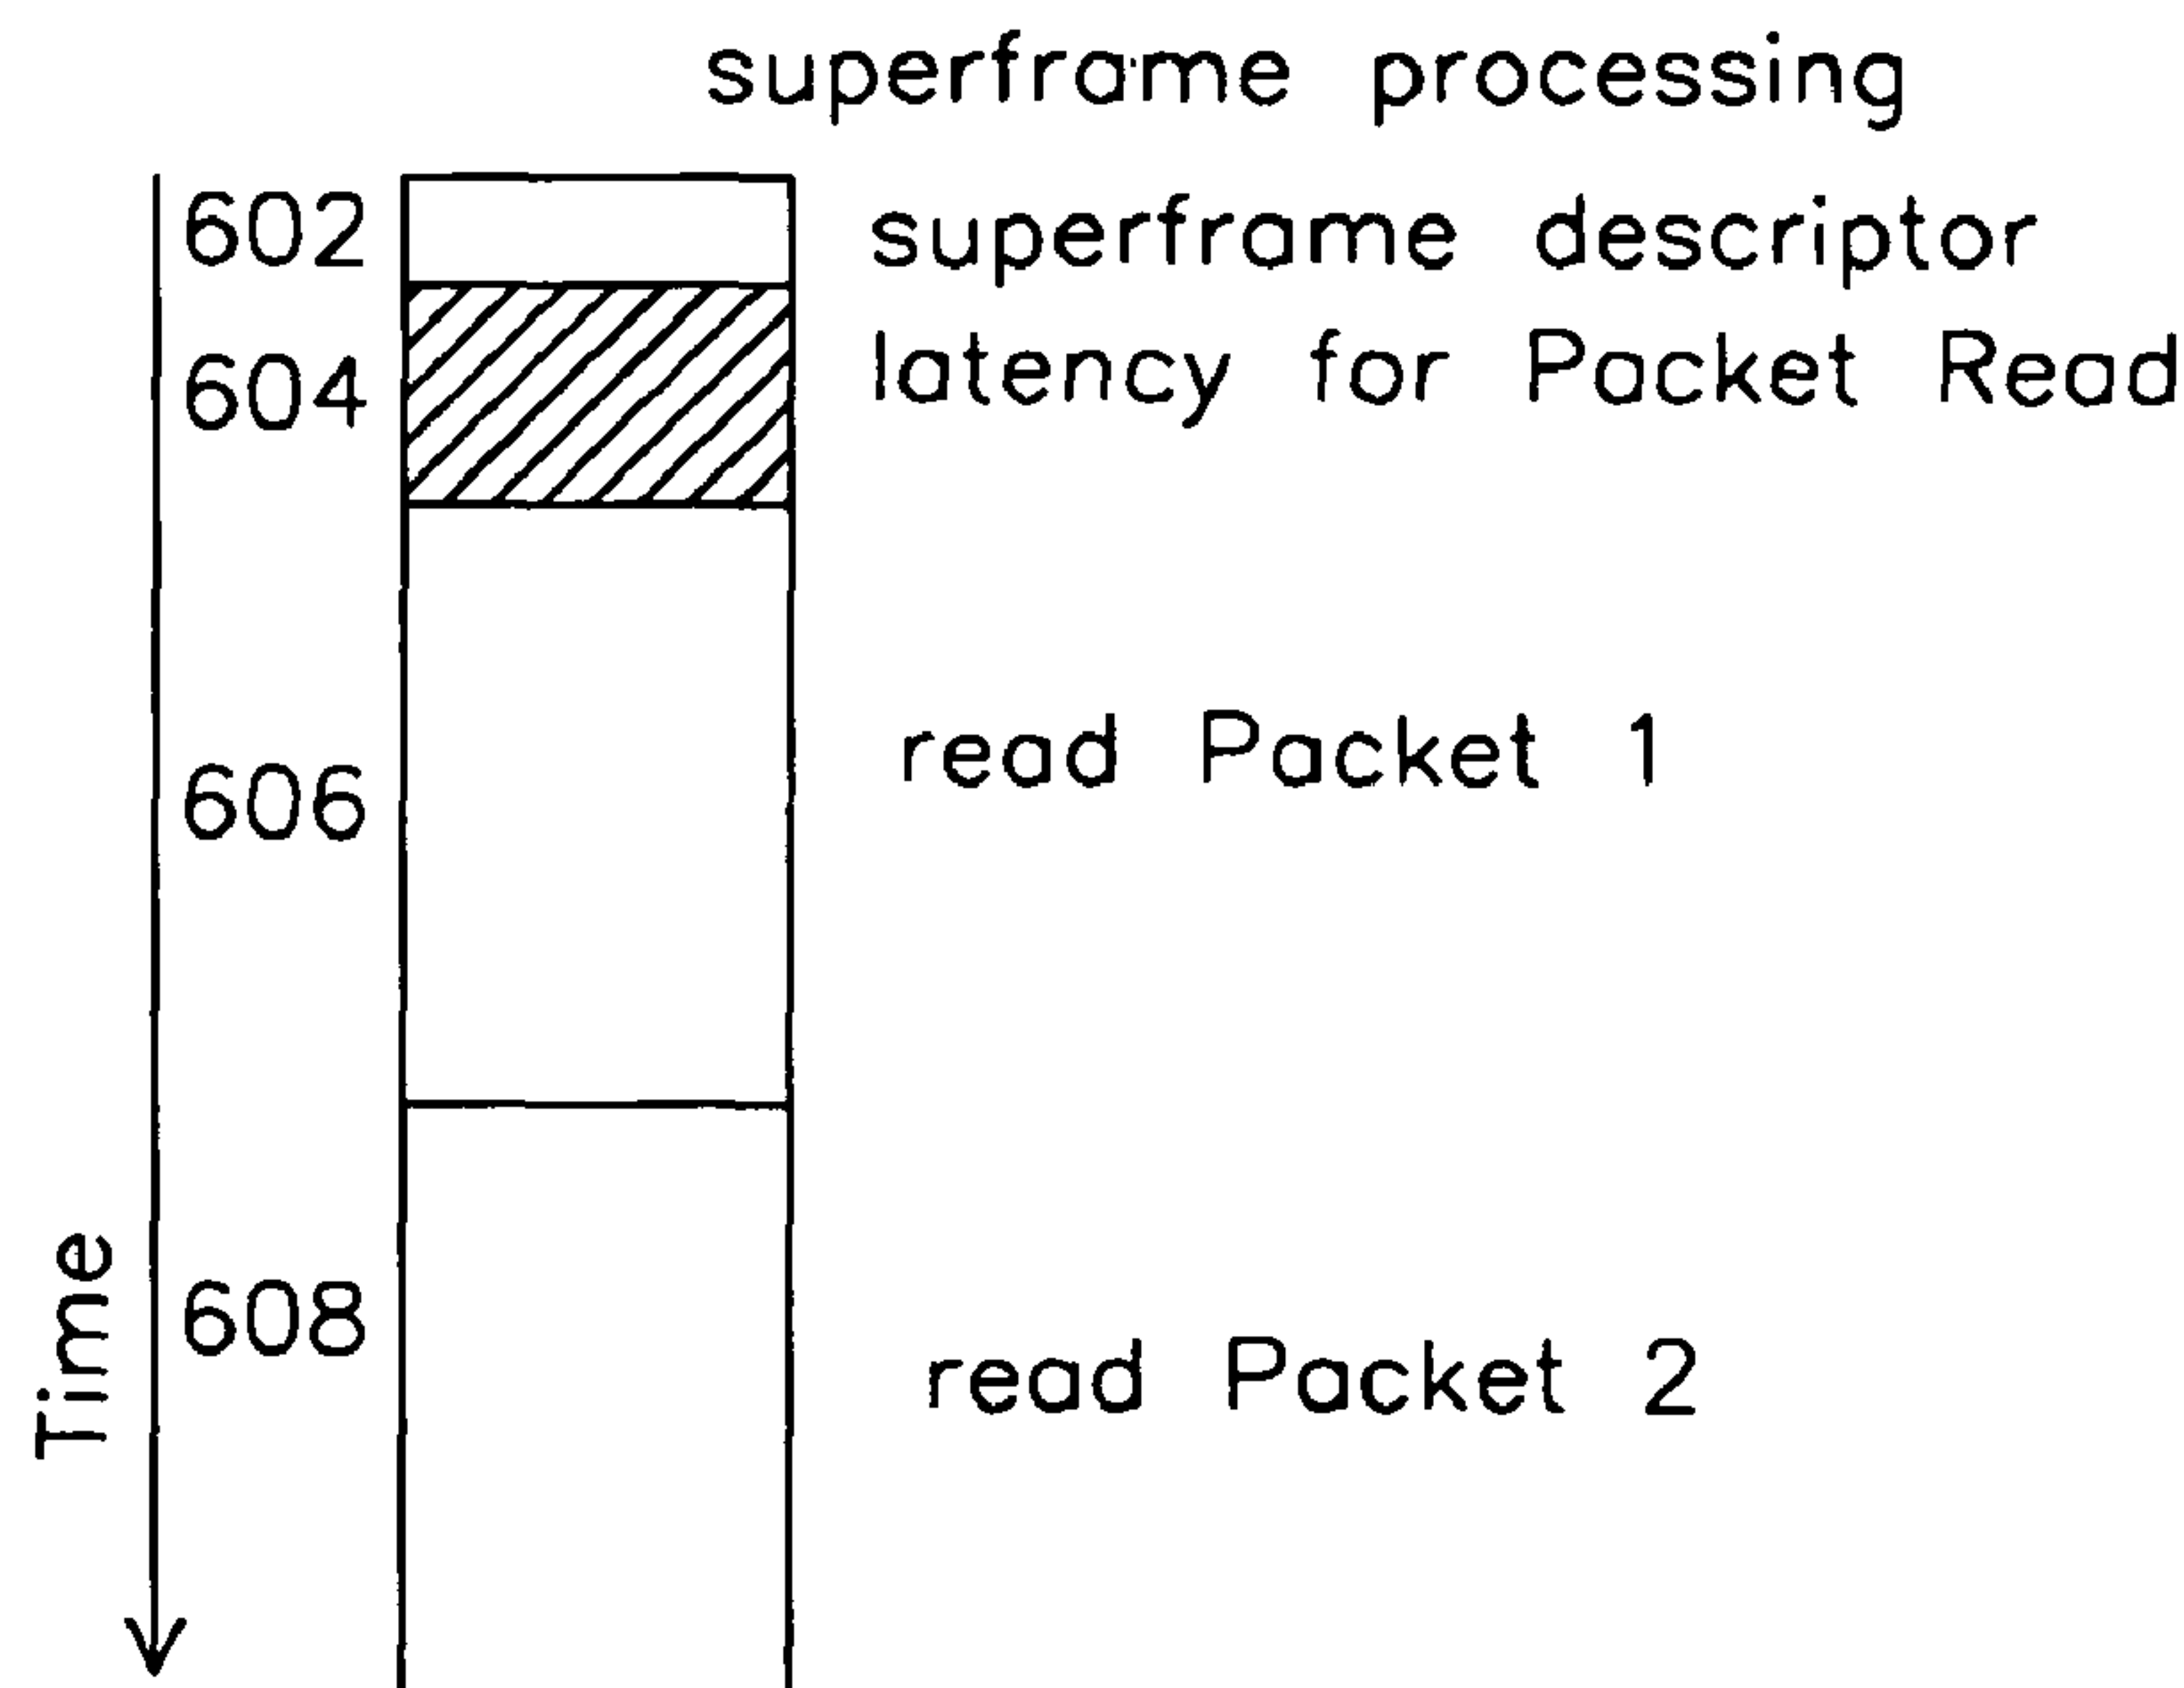 superframe processing
602 superframe descriptor
604 latency for Packet Read
606 read Packet 1
608 read Packet 2
Time